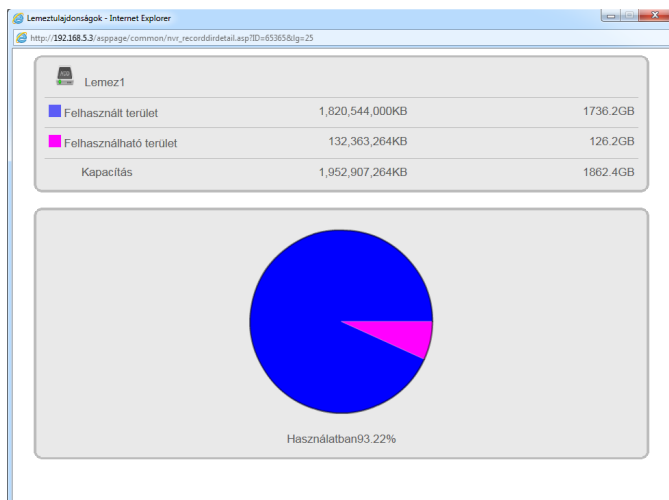 Lemeztulajdonságok - Internet Explorer
http://192.168.5.3/asppage/common/nvr_recorddirdetail.asp?ID=65365&lg=25
Lemez1
Felhasznált terület 1,820,544,000KB 1736.2GB
Felhasználható terület 132,363,264KB 126.2GB
Kapacítás 1,952,907,264KB 1862.4GB
Használatban93.22%